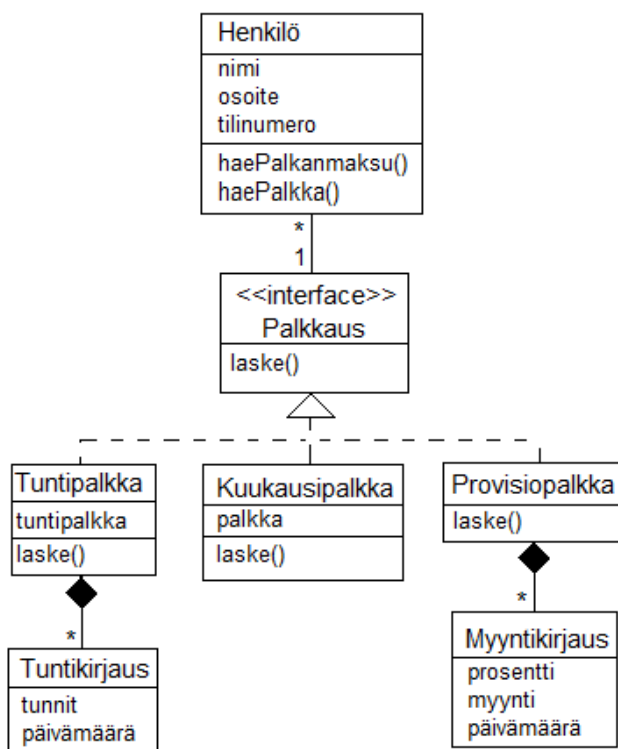 Henkilö
nimi
osoite
tilinumero
haePalkanmaksu()
haePalkka()
*
1
<<interface>>
Palkkaus
laske()
Tuntipalkka
tuntipalkka
laske()
*
Tuntikirjaus
tunnit
päivämäärä
Kuukausipalkka
palkka
laske()
Provisiopalkka
laske()
*
Myyntikirjaus
prosentti
myynti
päivämäärä